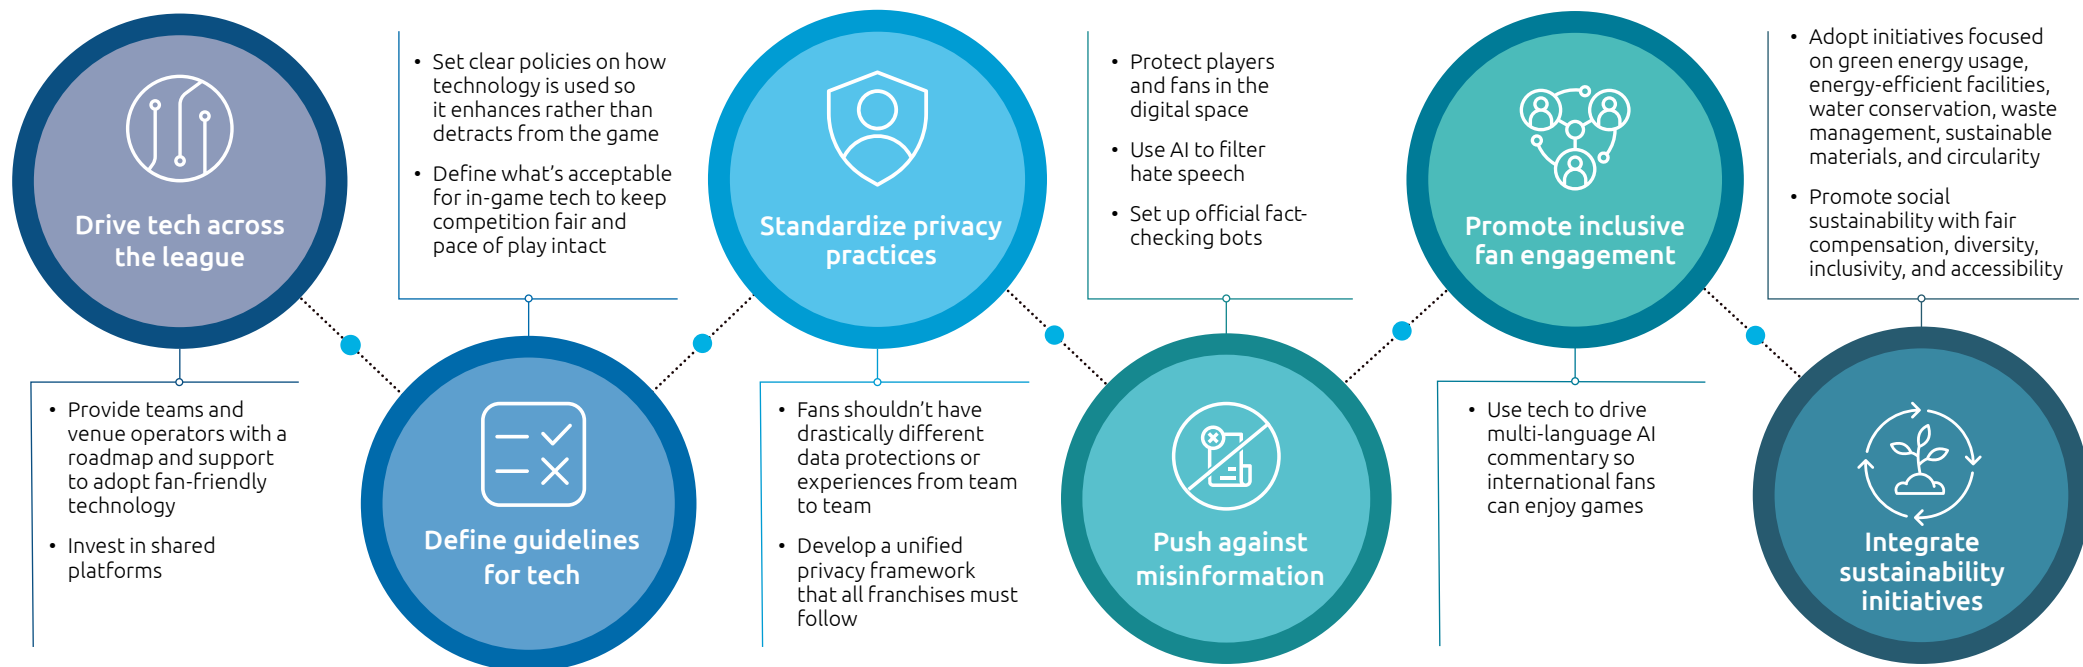 Drive tech across
the league
• Provide teams and
venue operators with a
roadmap and support
to adopt fan-friendly
technology
• Invest in shared
platforms
• Set clear policies on how
technology is used so
it enhances rather than
detracts from the game
• Define what's acceptable
for in-game tech to keep
competition fair and
pace of play intact
Define guidelines
for tech
Standardize privacy
practices
• Fans shouldn't have
drastically different
data protections or
experiences from team
to team
• Develop a unified
privacy framework
that all franchises must
follow
• Protect players
and fans in the
digital space
• Use AI to filter
hate speech
• Set up official fact-
checking bots
Push against
misinformation
Promote inclusive
fan engagement
• Use tech to drive
multi-language AI
commentary so
international fans
can enjoy games
• Adopt initiatives focused
on green energy usage,
energy-efficient facilities,
water conservation, waste
management, sustainable
materials, and circularity
• Promote social
sustainability with fair
compensation, diversity,
inclusivity, and accessibility
Integrate
sustainability
initiatives